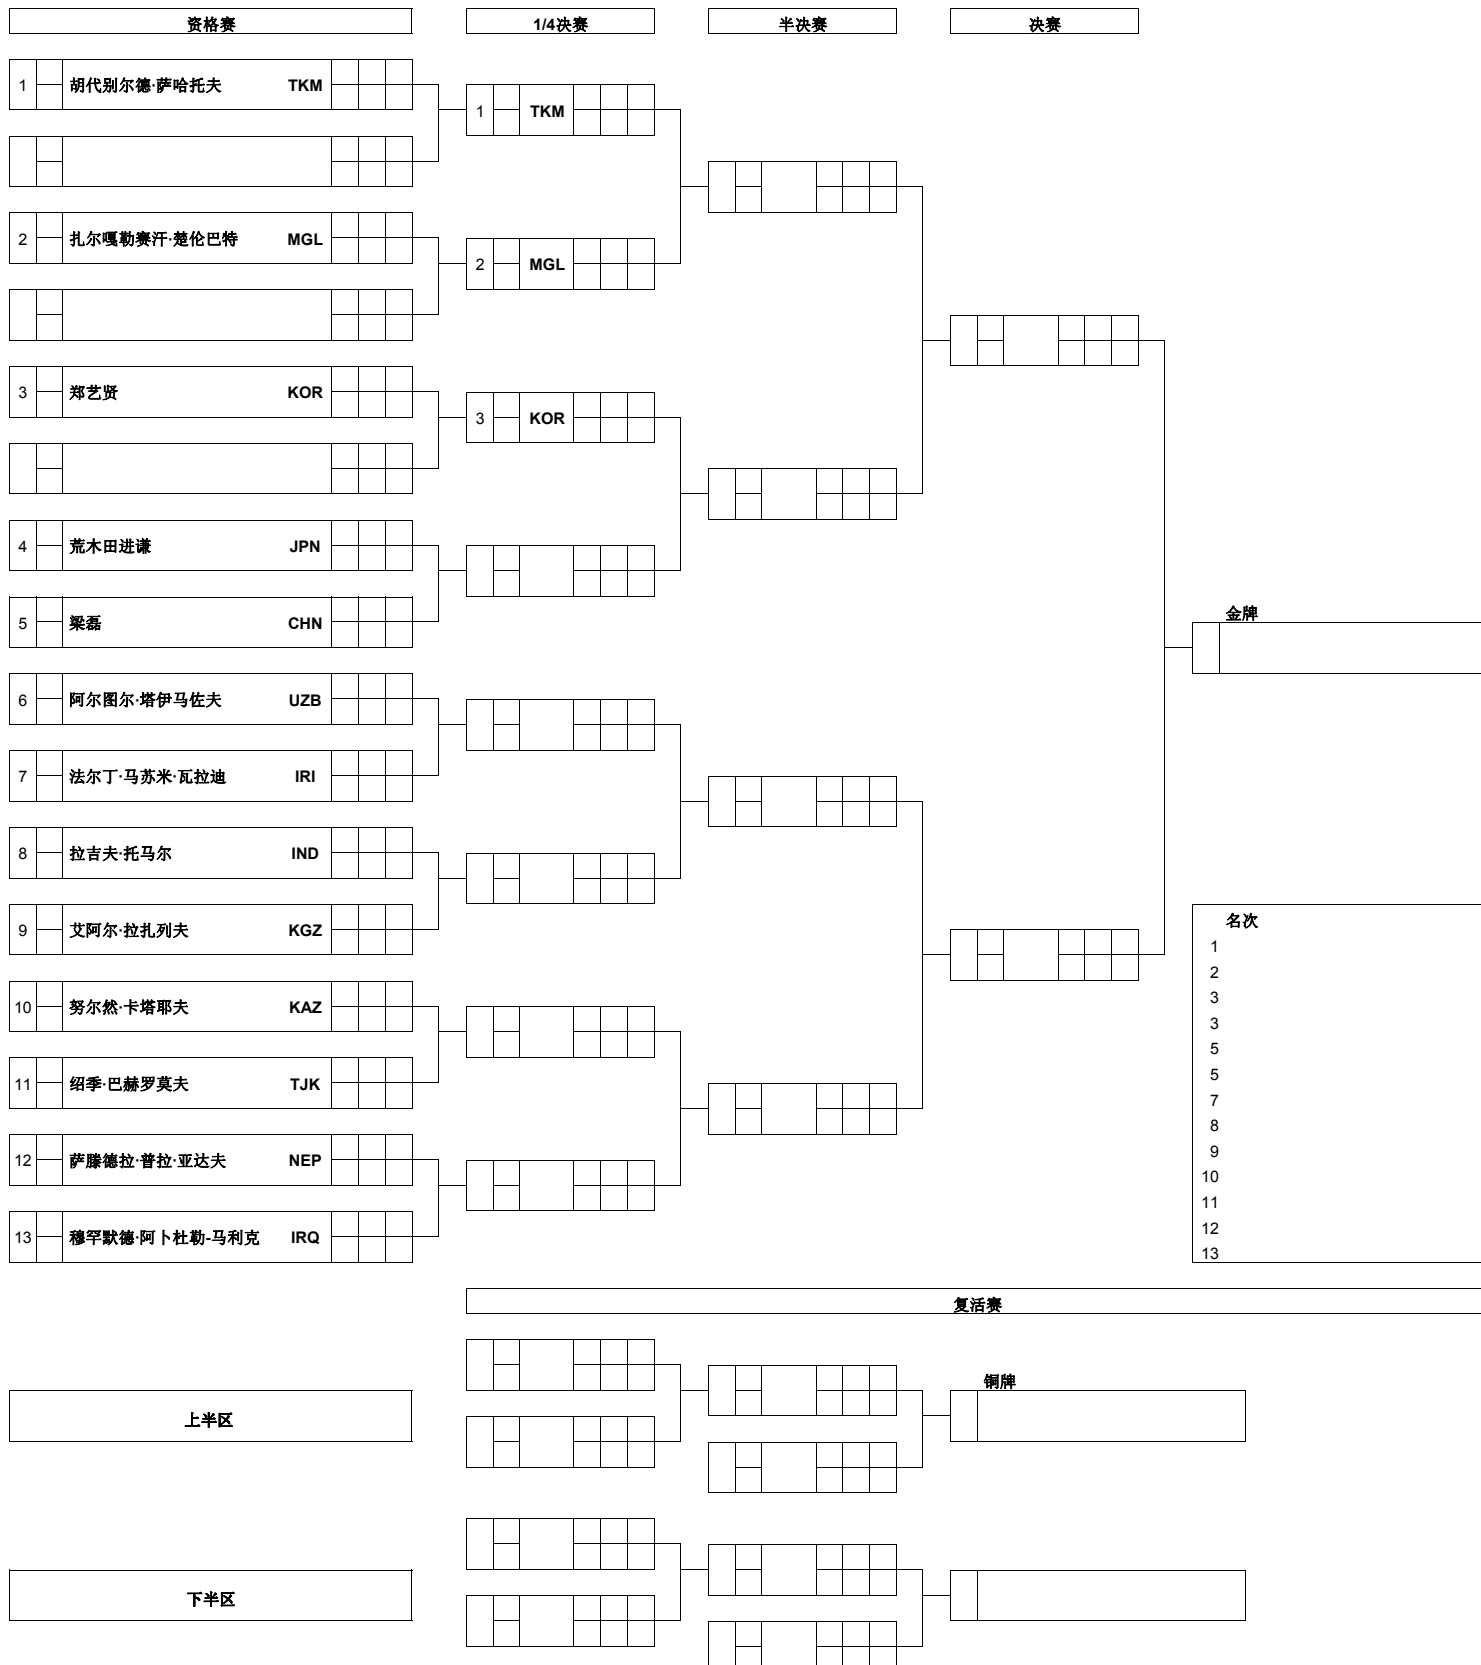 资格赛 1/4决赛 半决赛 决赛
1 胡代别尔德·萨哈托夫 TKM
1 TKM
2 扎尔嘎勒赛汗·楚伦巴特 MGL
2 MGL
3 郑艺贤 KOR
3 KOR
4 荒木田进谦 JPN
5 梁磊 CHN
金牌
6 阿尔图尔·塔伊马佐夫 UZB
7 法尔丁·马苏米·瓦拉迪 IRI
8 拉吉夫·托马尔 IND
9 艾阿尔·拉扎列夫 KGZ
10 努尔然·卡塔耶夫 KAZ
11 绍季·巴赫罗莫夫 TJK
12 萨滕德拉·普拉·亚达夫 NEP
13 穆罕默德·阿卜杜勒-马利克 IRQ
名次
1
2
3
3
5
5
7
8
9
10
11
12
13
复活赛
铜牌
上半区
下半区